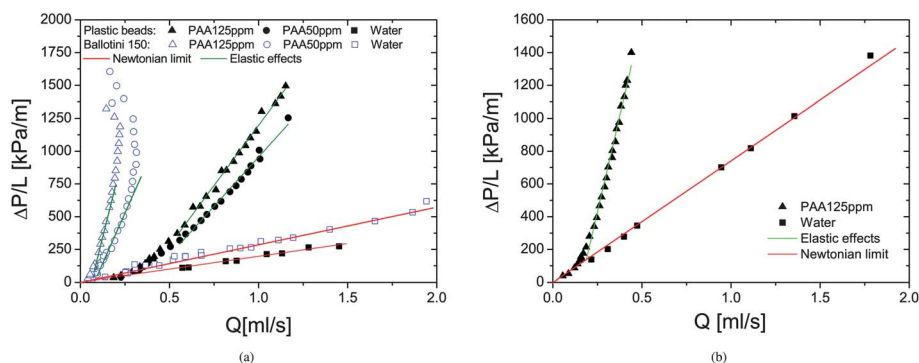 (a)
2000
1750
1500
1250
1000
750
500
250
0
ΔP/L [kPa/m]
Plastic beads: PAA125ppm PAA50ppm Water
Ballotini 150: PAA125ppm PAA50ppm Water
Newtonian limit Elastic effects
0.0 0.5 1.0 1.5 2.0
Q[ml/s]
(a)
(b)
1600
1400
1200
1000
800
600
400
200
0
ΔP/L [kPa/m]
PAA125ppm
Water
Elastic effects
Newtonian limit
0.0 0.5 1.0 1.5 2.0
Q [ml/s]
(b)